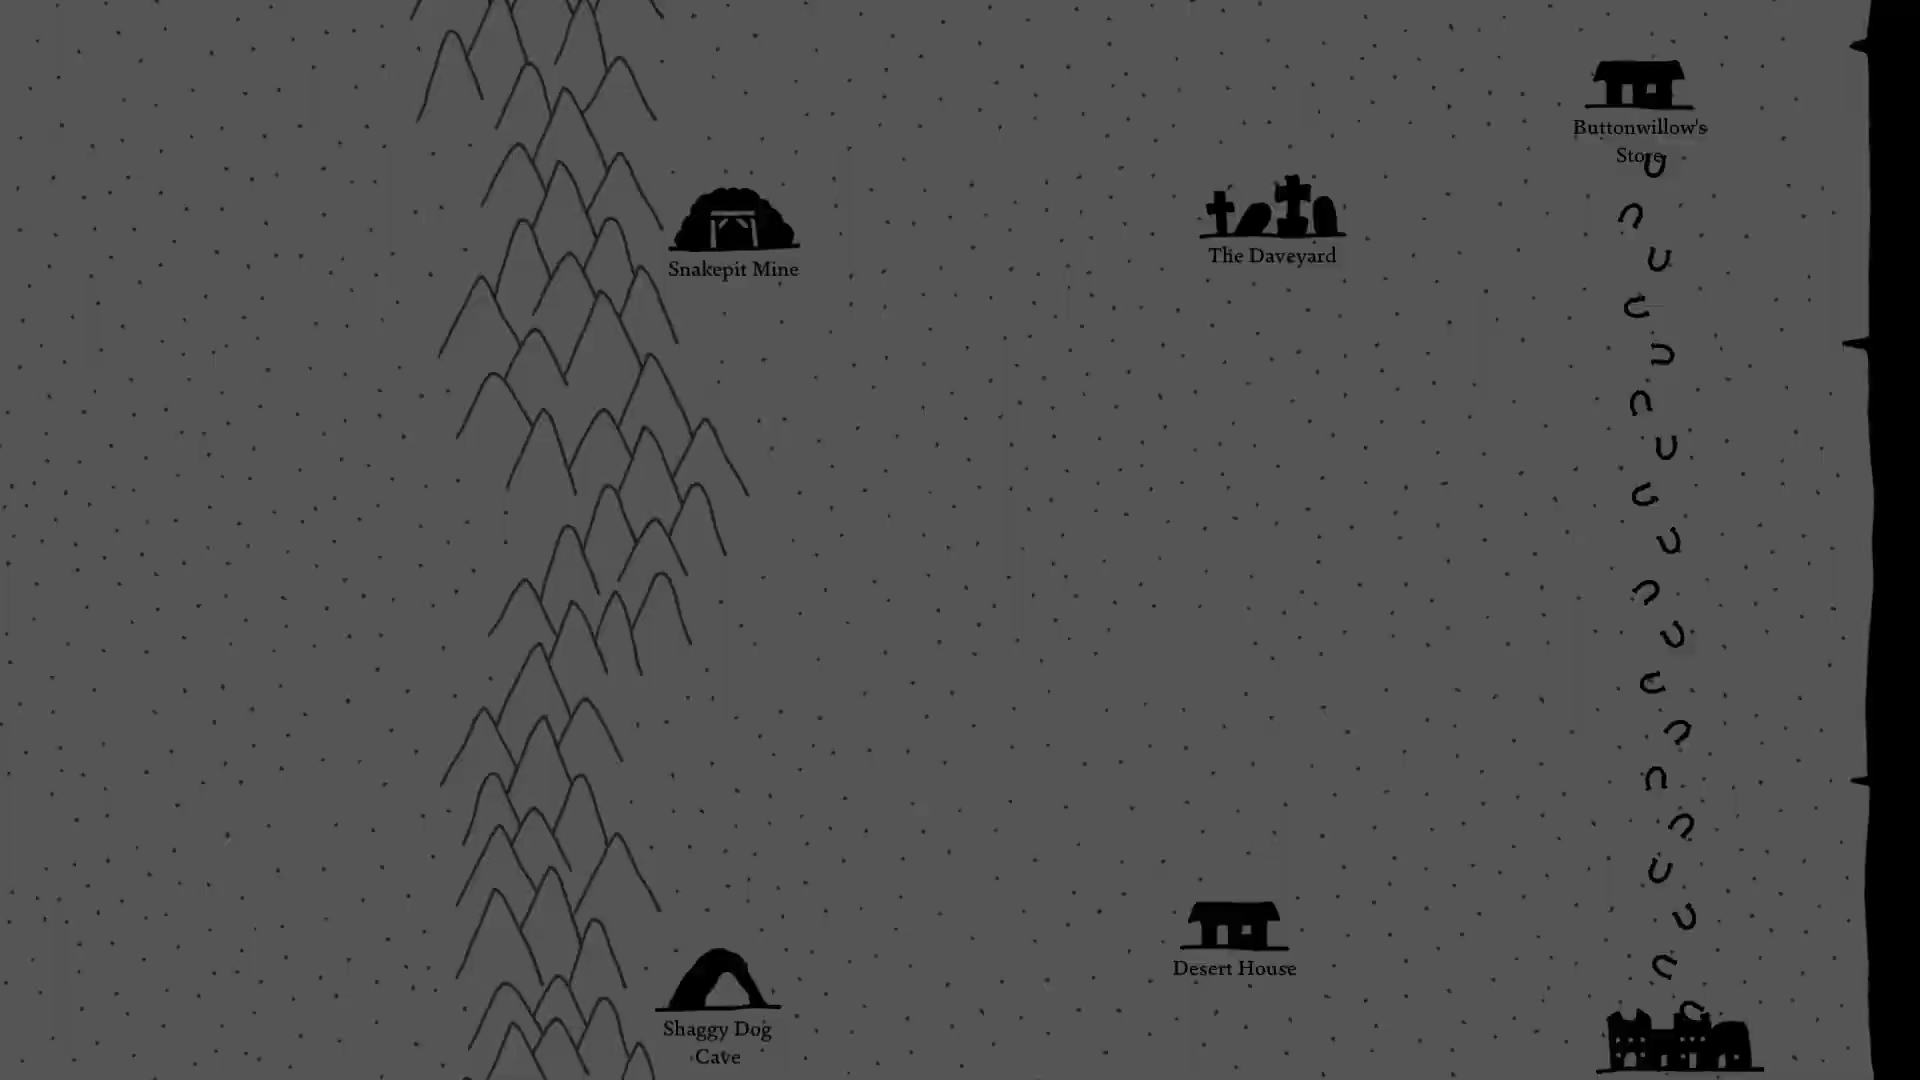 Buttonwillow's
Store
Snakepit Mine
The Daveyard
Desert House
Shaggy Dog
Cave